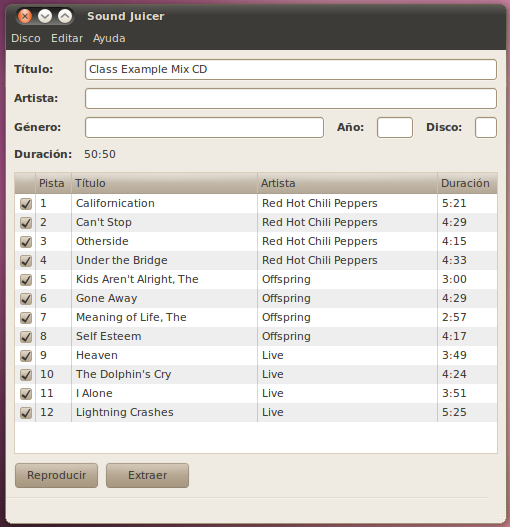 Sound Juicer
Disco Editar Ayuda
Título: Class Example Mix CD
Artista:
Género: Año: Disco:
Duración: 50:50
Pista Título Artista Duración
1 Californication Red Hot Chili Peppers 5:21
2 Can't Stop Red Hot Chili Peppers 4:29
3 Otherside Red Hot Chili Peppers 4:15
4 Under the Bridge Red Hot Chili Peppers 4:33
5 Kids Aren't Alright, The Offspring 3:00
6 Gone Away Offspring 4:29
7 Meaning of Life, The Offspring 2:57
8 Self Esteem Offspring 4:17
9 Heaven Live 3:49
10 The Dolphin's Cry Live 4:24
11 I Alone Live 3:51
12 Lightning Crashes Live 5:25
Reproducir Extraer